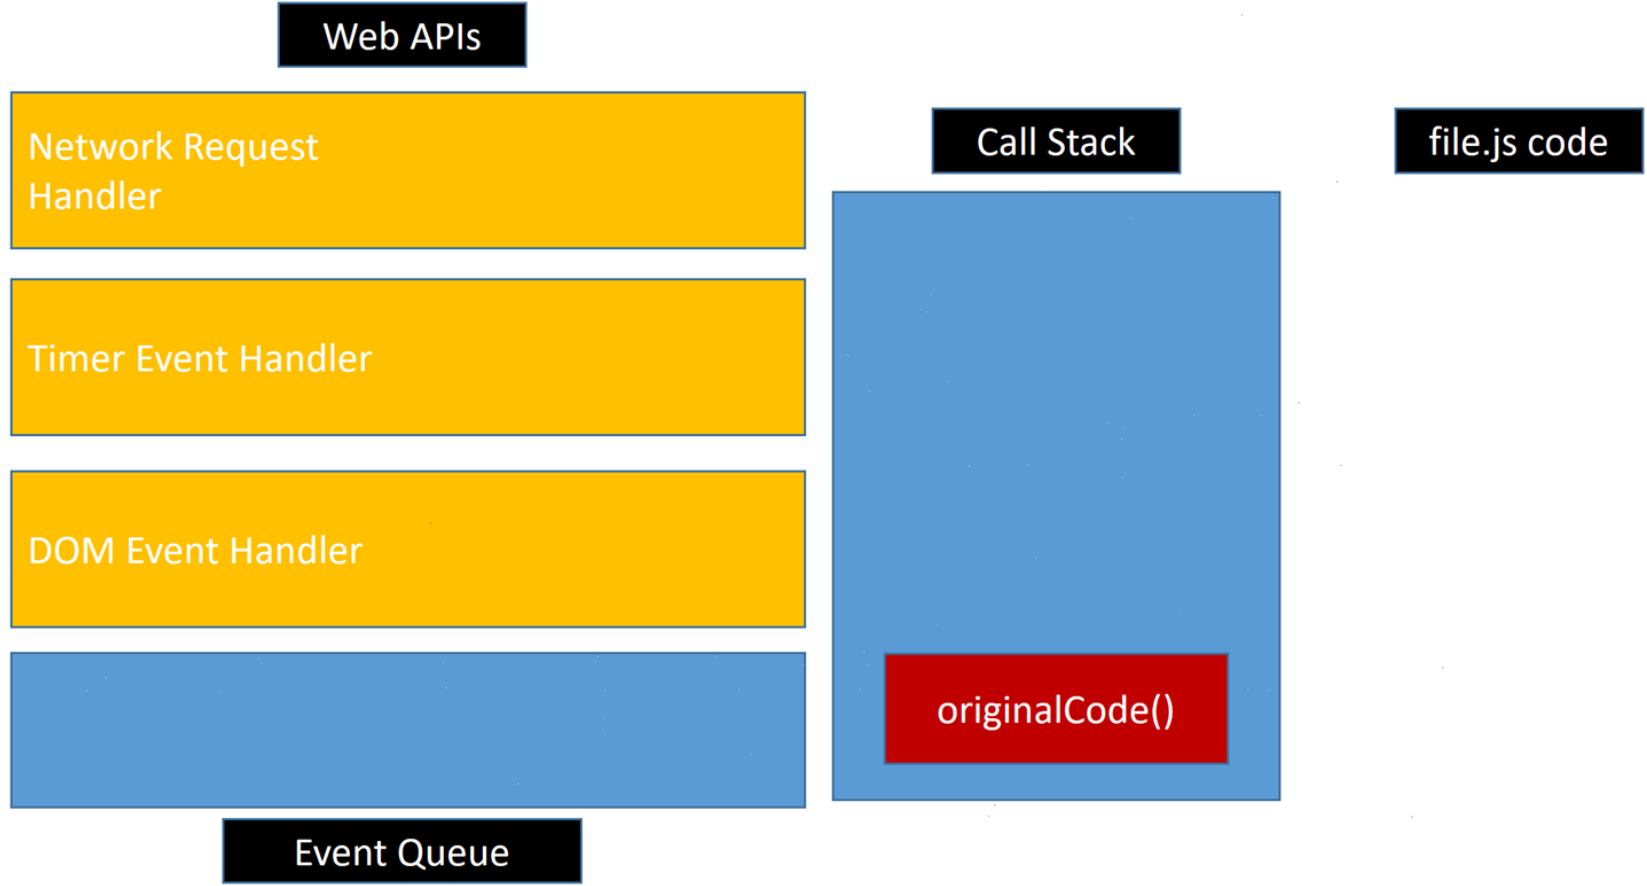 Web APIs
Network Request
Handler
Timer Event Handler
DOM Event Handler
Event Queue
Call Stack
originalCode()
file.js code